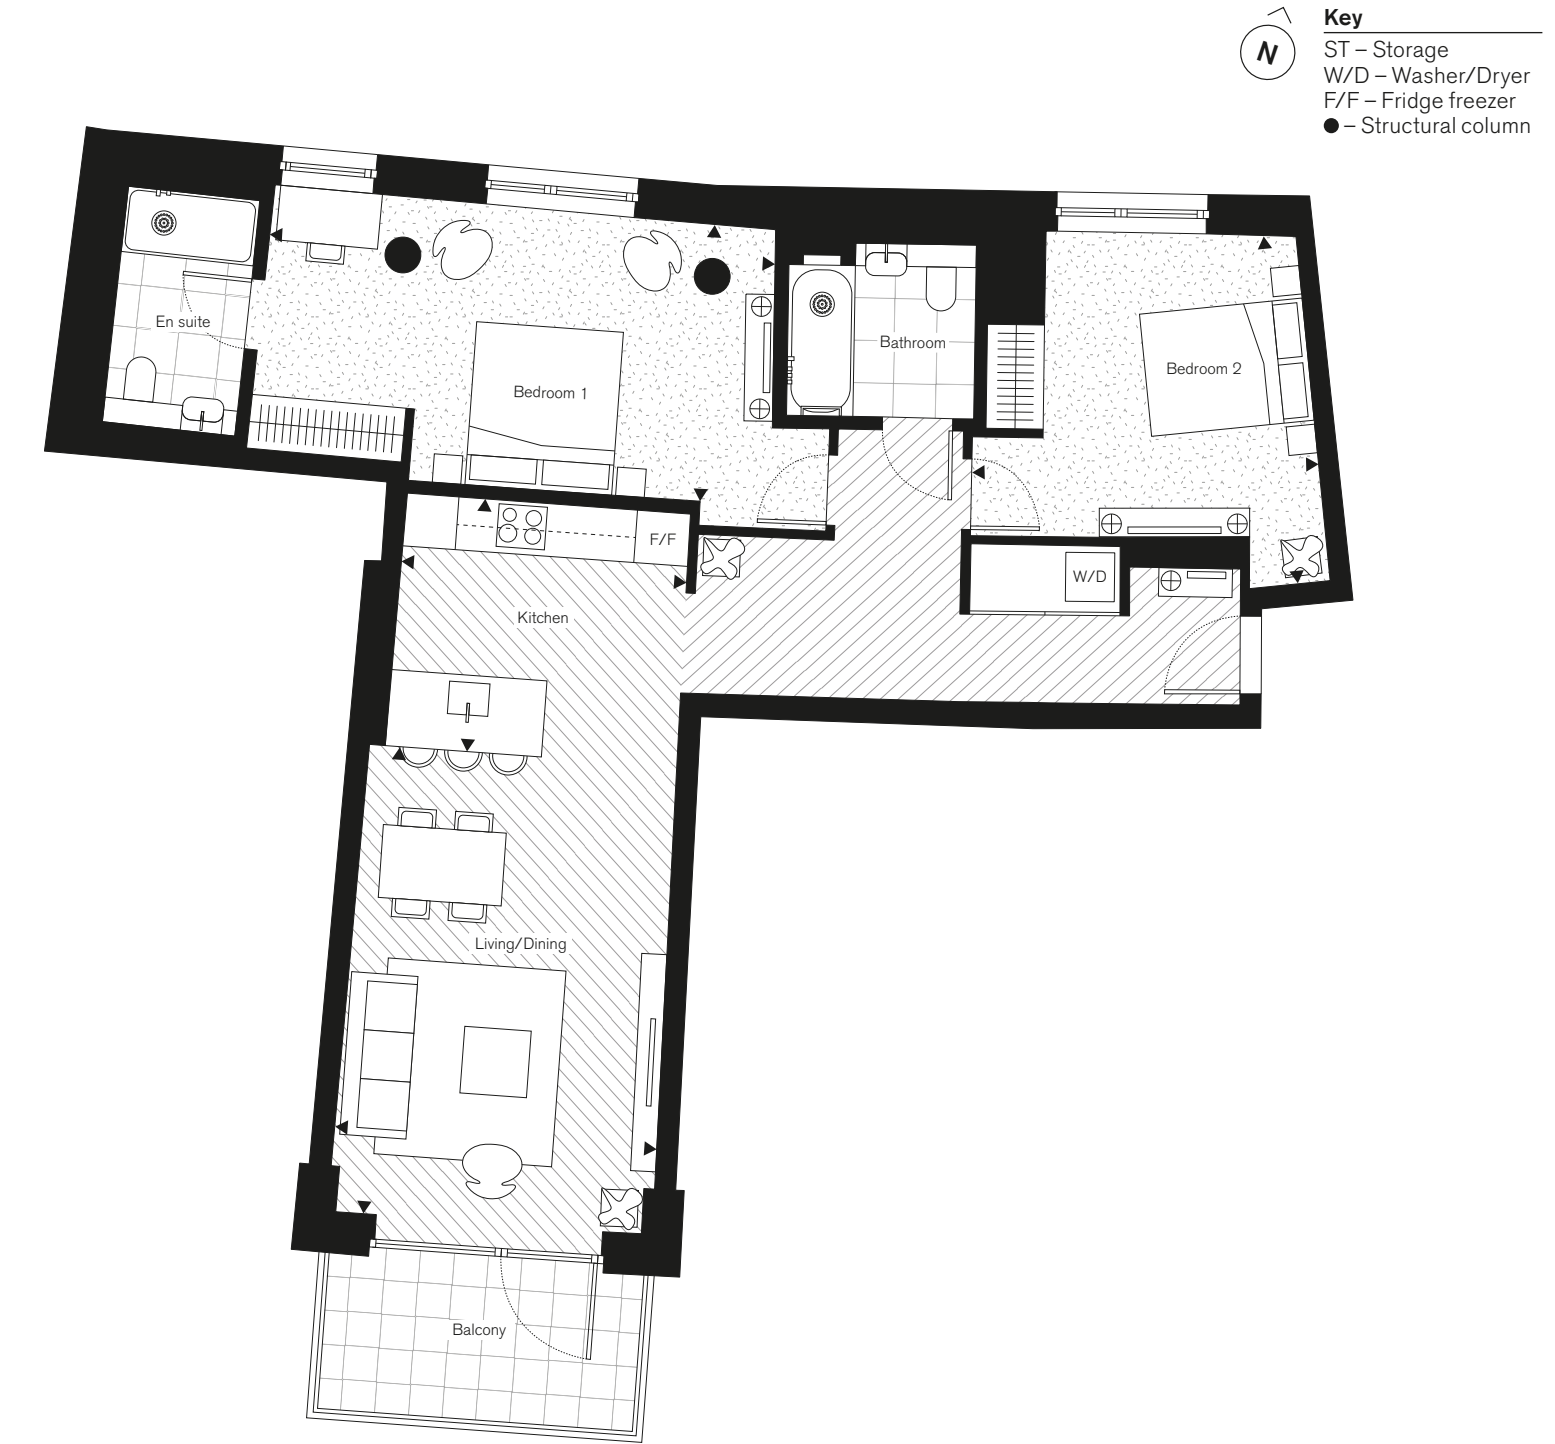 N
Key
ST – Storage
W/D – Washer/Dryer
F/F – Fridge freezer
– Structural column
En suite
Bathroom
Bedroom 1
Bedroom 2
F/F
W/D
Kitchen
Living/Dining
Balcony